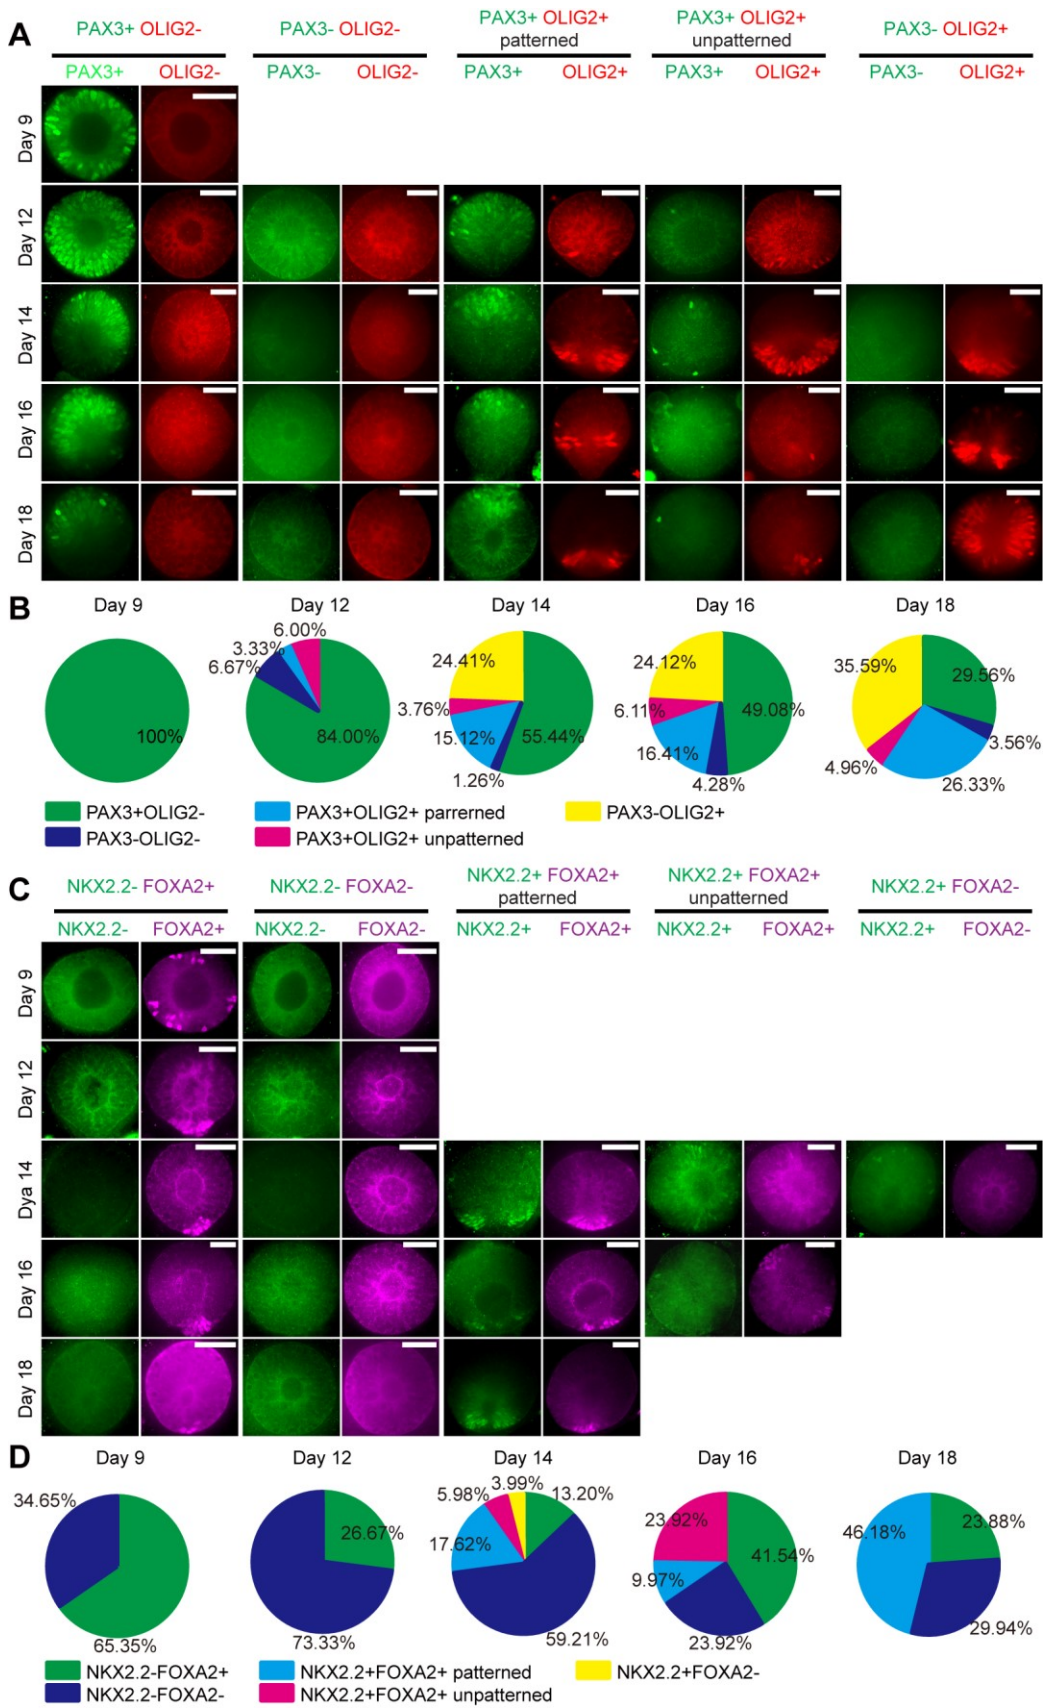 A
PAX3+ OLIG2-
PAX3- OLIG2-
PAX3+ OLIG2+
patterned
PAX3+ OLIG2+
unpatterned
PAX3- OLIG2+
PAX3+ OLIG2- PAX3- OLIG2- PAX3+ OLIG2+ PAX3+ OLIG2+ PAX3- OLIG2+
Day 9
Day 12
Day 14
Day 16
Day 18
B
Day 9 Day 12 Day 14 Day 16 Day 18
100%
6.00%
3.33%
6.67%
84.00%
24.41%
3.76%
15.12%
1.26%
55.44%
24.12%
6.11%
16.41%
4.28%
49.08%
35.59%
29.56%
3.56%
4.96%
26.33%
PAX3+OLIG2- PAX3+OLIG2+ parrerned PAX3-OLIG2+
PAX3-OLIG2- PAX3+OLIG2+ unpatterned
C
NKX2.2- FOXA2+
NKX2.2- FOXA2-
NKX2.2+ FOXA2+
patterned
NKX2.2+ FOXA2+
unpatterned
NKX2.2+ FOXA2-
NKX2.2- FOXA2+ NKX2.2- FOXA2- NKX2.2+ FOXA2+ NKX2.2+ FOXA2+ NKX2.2+ FOXA2-
Day 9
Day 12
Dya 14
Day 16
Day 18
D
Day 9 Day 12 Day 14 Day 16 Day 18
34.65%
65.35%
26.67%
73.33%
3.99%
5.98%
13.20%
17.62%
59.21%
23.92%
41.54%
9.97%
23.92%
46.18%
23.88%
29.94%
NKX2.2-FOXA2+ NKX2.2+FOXA2+ patterned NKX2.2+FOXA2-
NKX2.2-FOXA2- NKX2.2+FOXA2+ unpatterned